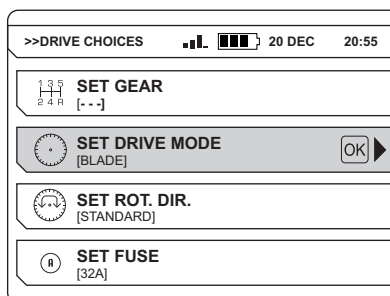 >>DRIVE CHOICES 20 DEC 20:55
1 3 5
2 4 R
SET GEAR
[- - -]
SET DRIVE MODE
[BLADE]
OK
SET ROT. DIR.
[STANDARD]
A
SET FUSE
[32A]